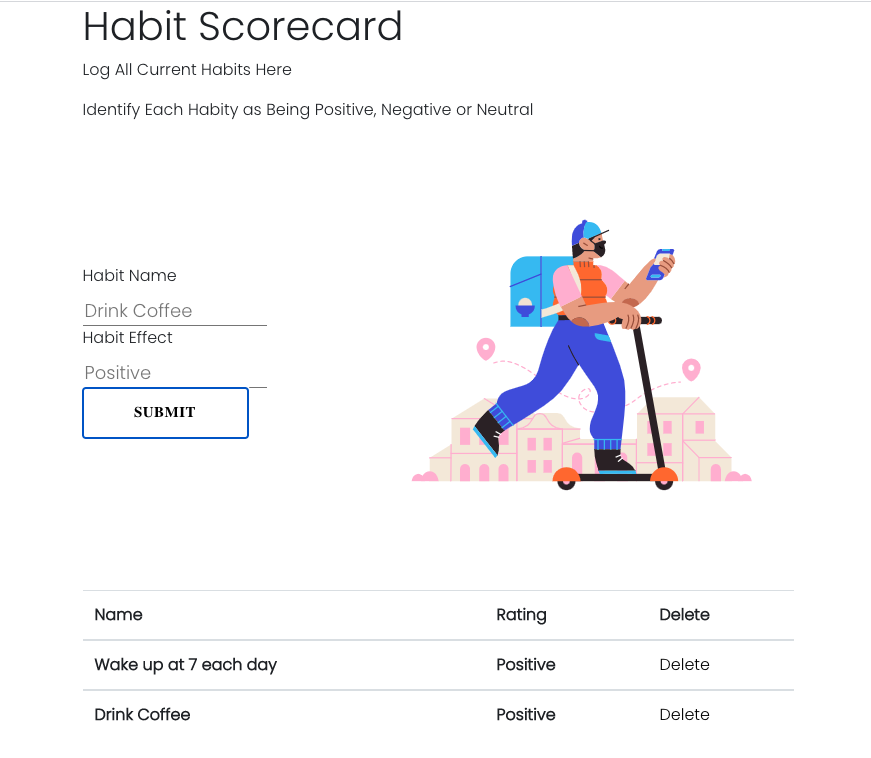 Habit Scorecard
Log All Current Habits Here
Identify Each Habity as Being Positive, Negative or Neutral
Habit Name
Drink Coffee
Habit Effect
Positive
SUBMIT
Name Rating Delete
Wake up at 7 each day Positive Delete
Drink Coffee Positive Delete